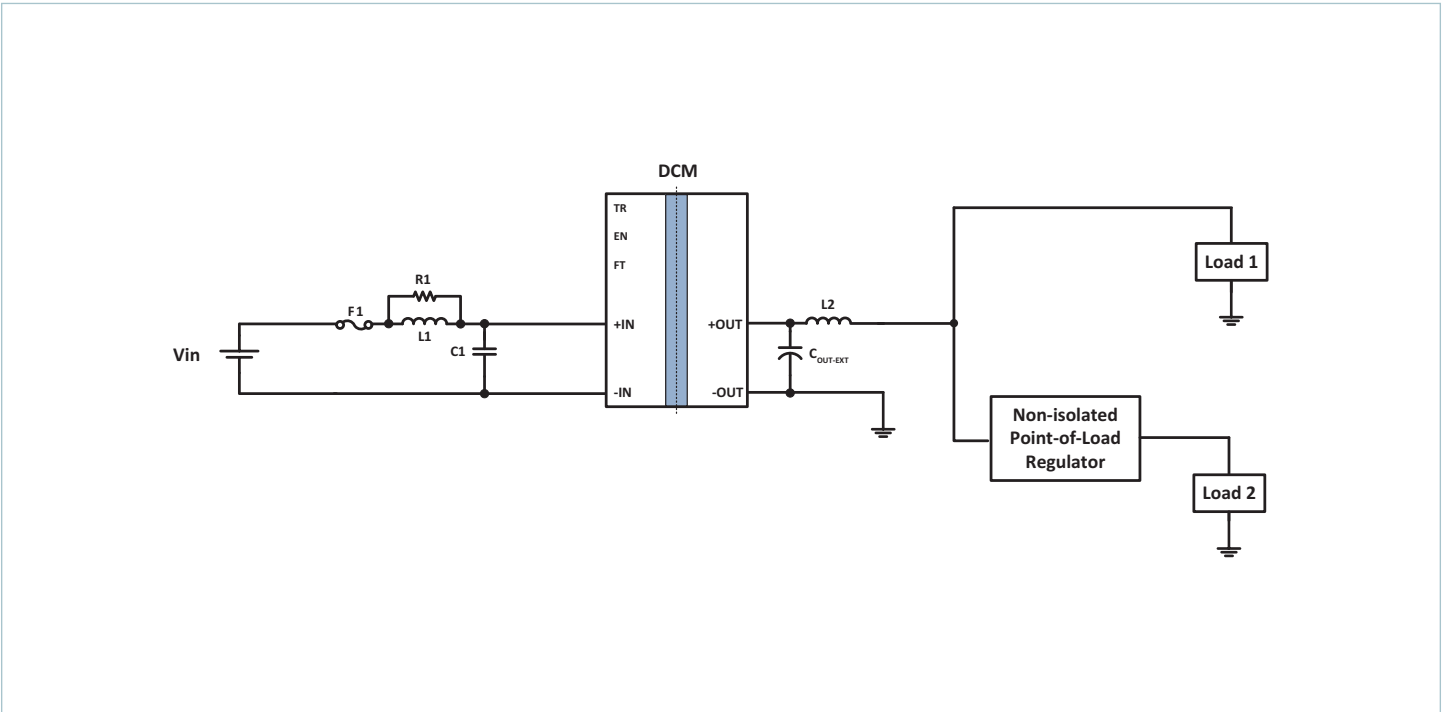 DCM
TR
EN
FT
R1
F1
L1
+IN
C1
Vin
-IN
+OUT
L2
COUT-EXT
-OUT
Load 1
Non-isolated
Point-of-Load
Regulator
Load 2